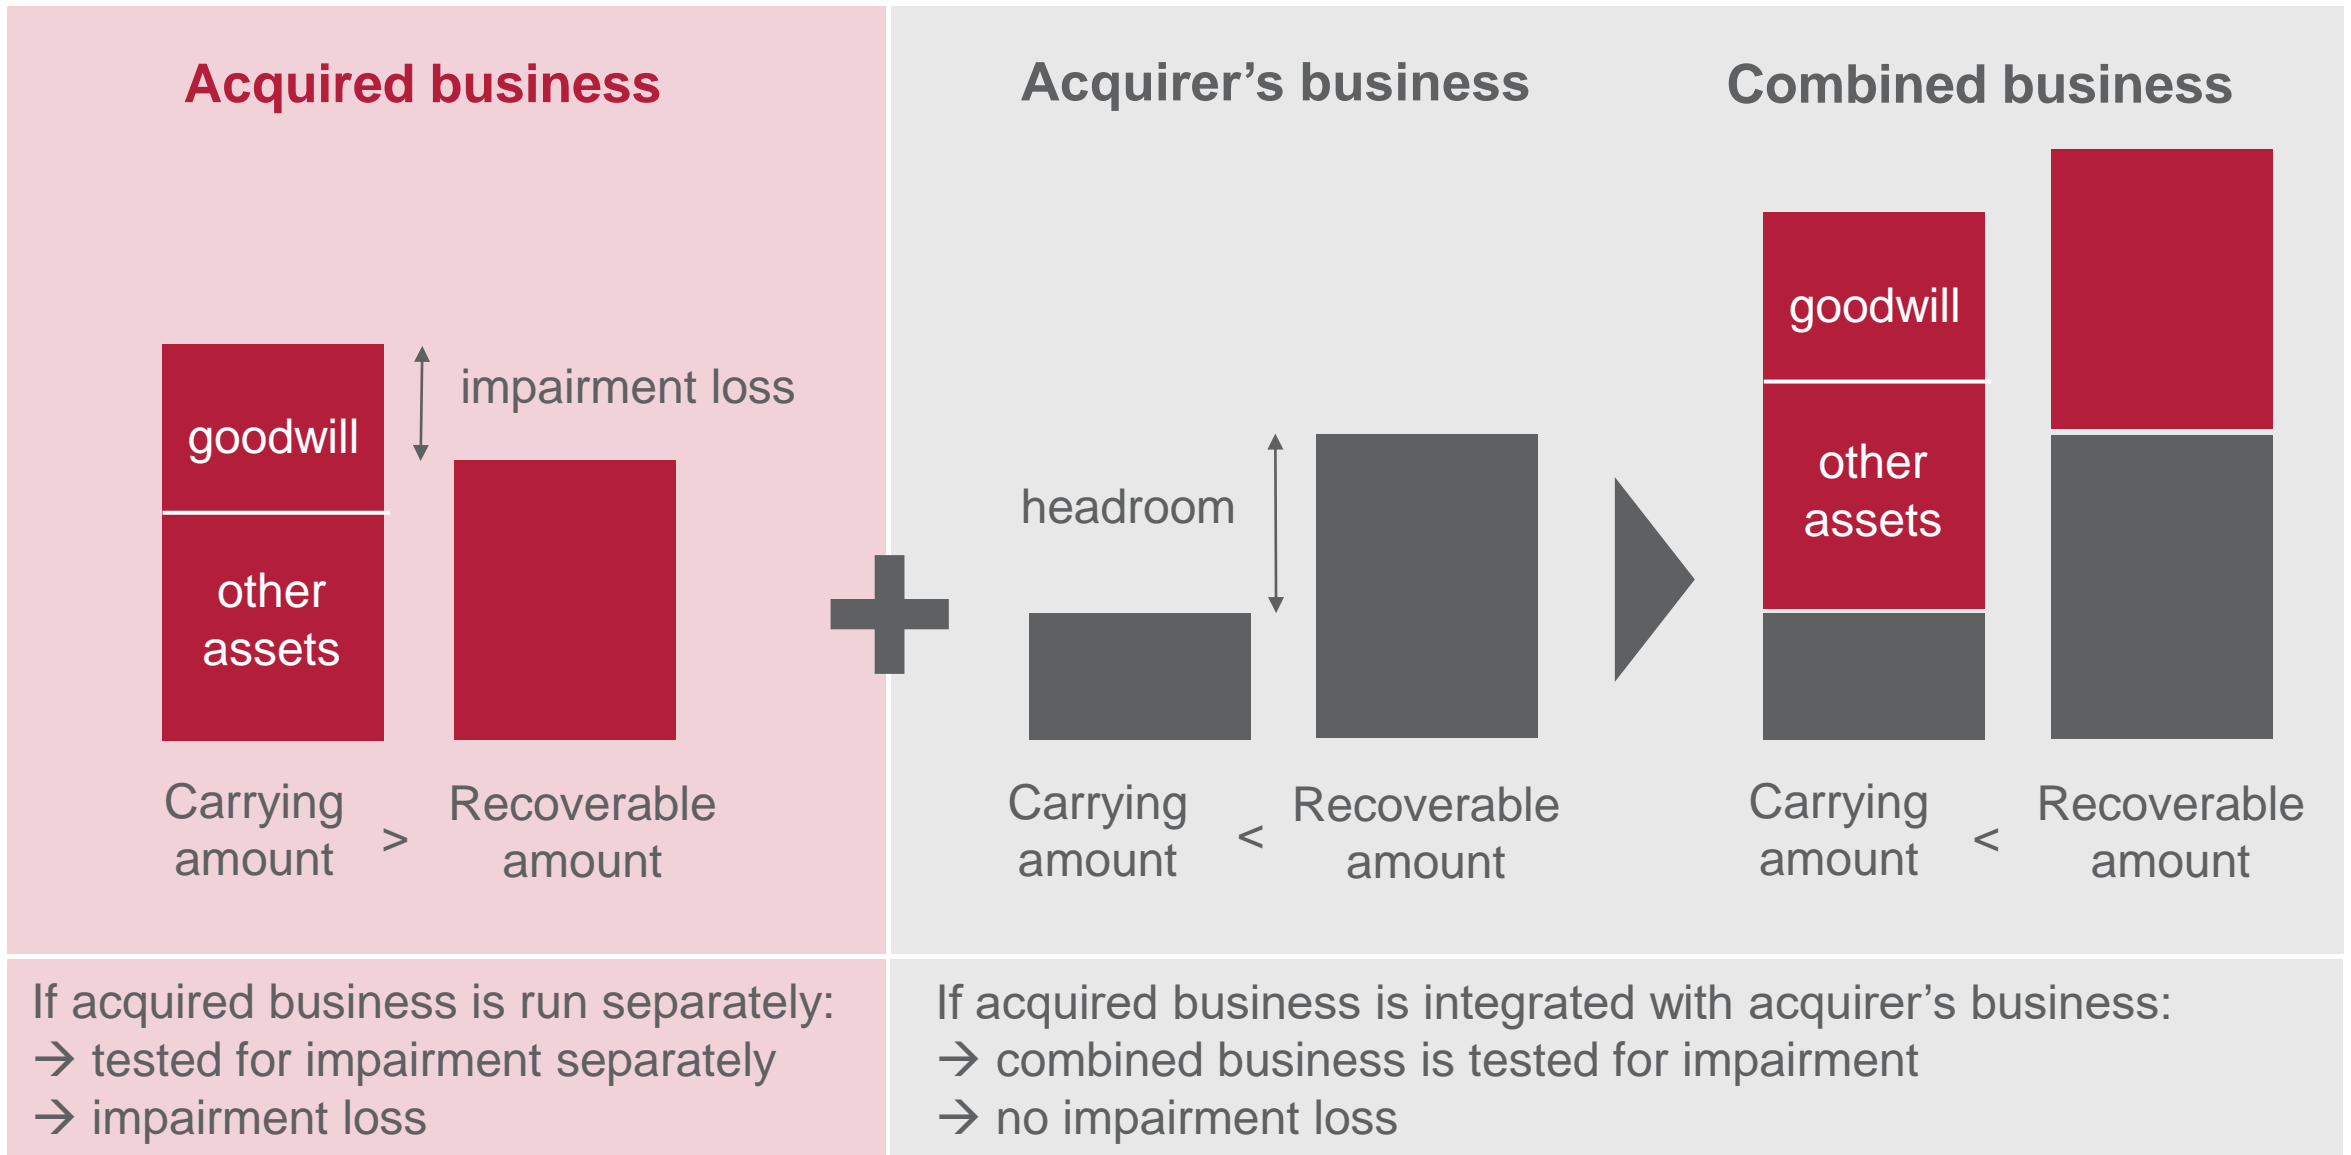 Acquired business
impairment loss
goodwill
other
assets
Carrying
amount
>
Recoverable
amount
Acquirer’s business
headroom
Carrying
amount
<
Recoverable
amount
Combined business
goodwill
other
assets
Carrying
amount
<
Recoverable
amount
If acquired business is run separately:
→ tested for impairment separately
→ impairment loss
If acquired business is integrated with acquirer’s business:
→ combined business is tested for impairment
→ no impairment loss